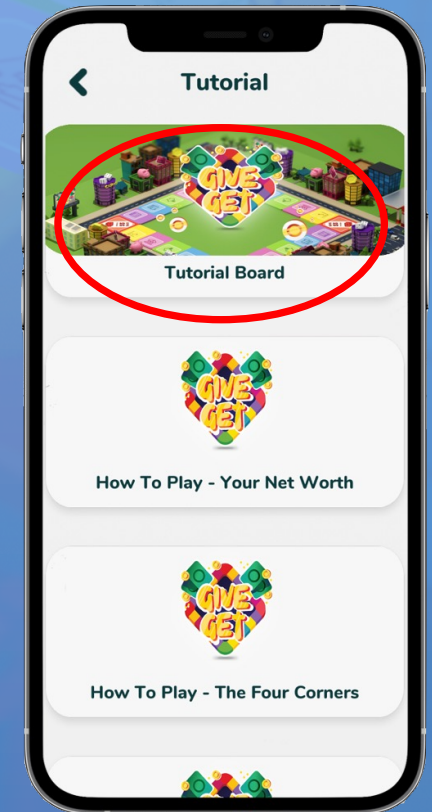 Tutorial
GIVE
GET
Tutorial Board
GIVE
GET
How To Play - Your Net Worth
GIVE
GET
How To Play - The Four Corners
GIVE